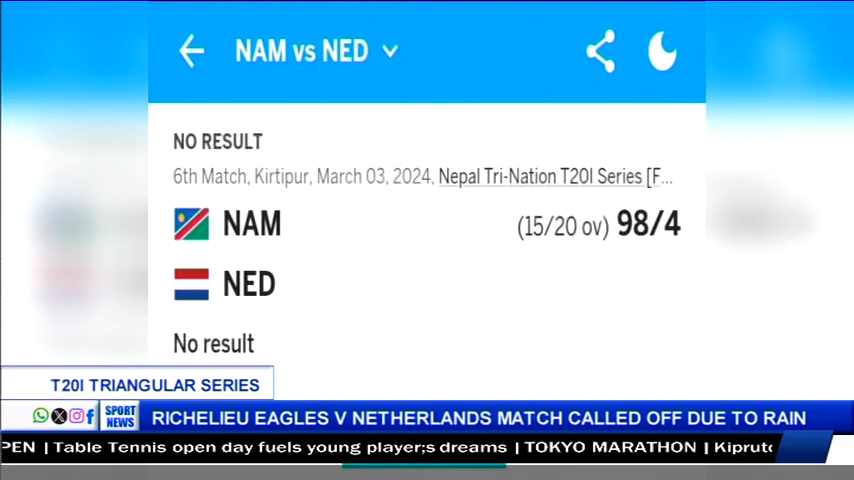 NAM vs NED
NO RESULT
6th Match, Kirtipur, March 03, 2024, Nepal Tri-Nation T20I Series [F...
NAM (15/20 ov) 98/4
NED
No result
T20I TRIANGULAR SERIES
SPORT NEWS
RICHELIEU EAGLES V NETHERLANDS MATCH CALLED OFF DUE TO RAIN
PEN | Table Tennis open day fuels young player;s dreams | TOKYO MARATHON | Kiprut